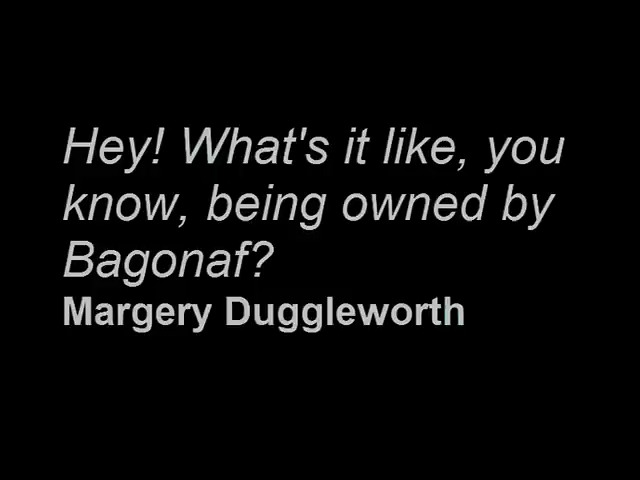 Hey! What's it like, you
know, being owned by
Bagonaf?
Margery Duggleworth